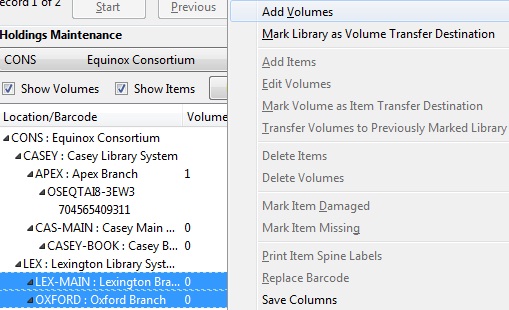 ecord 1 of 2
Start
Previous
Holdings Maintenance
CONS Equinox Consortium
Show Volumes Show Items
Location/Barcode Volume
CONS : Equinox Consortium
CASEY : Casey Library System
APEX : Apex Branch 1
OSEQTAI8-3EW3
704565409311
CAS-MAIN : Casey Main ... 0
CASEY-BOOK : Casey B... 0
LEX : Lexington Library Syst...
LEX-MAIN : Lexington Bra... 0
OXFORD : Oxford Branch 0
Add Volumes
Mark Library as Volume Transfer Destination
Add Items
Edit Volumes
Mark Volume as Item Transfer Destination
Transfer Volumes to Previously Marked Library
Delete Items
Delete Volumes
Mark Item Damaged
Mark Item Missing
Print Item Spine Labels
Replace Barcode
Save Columns